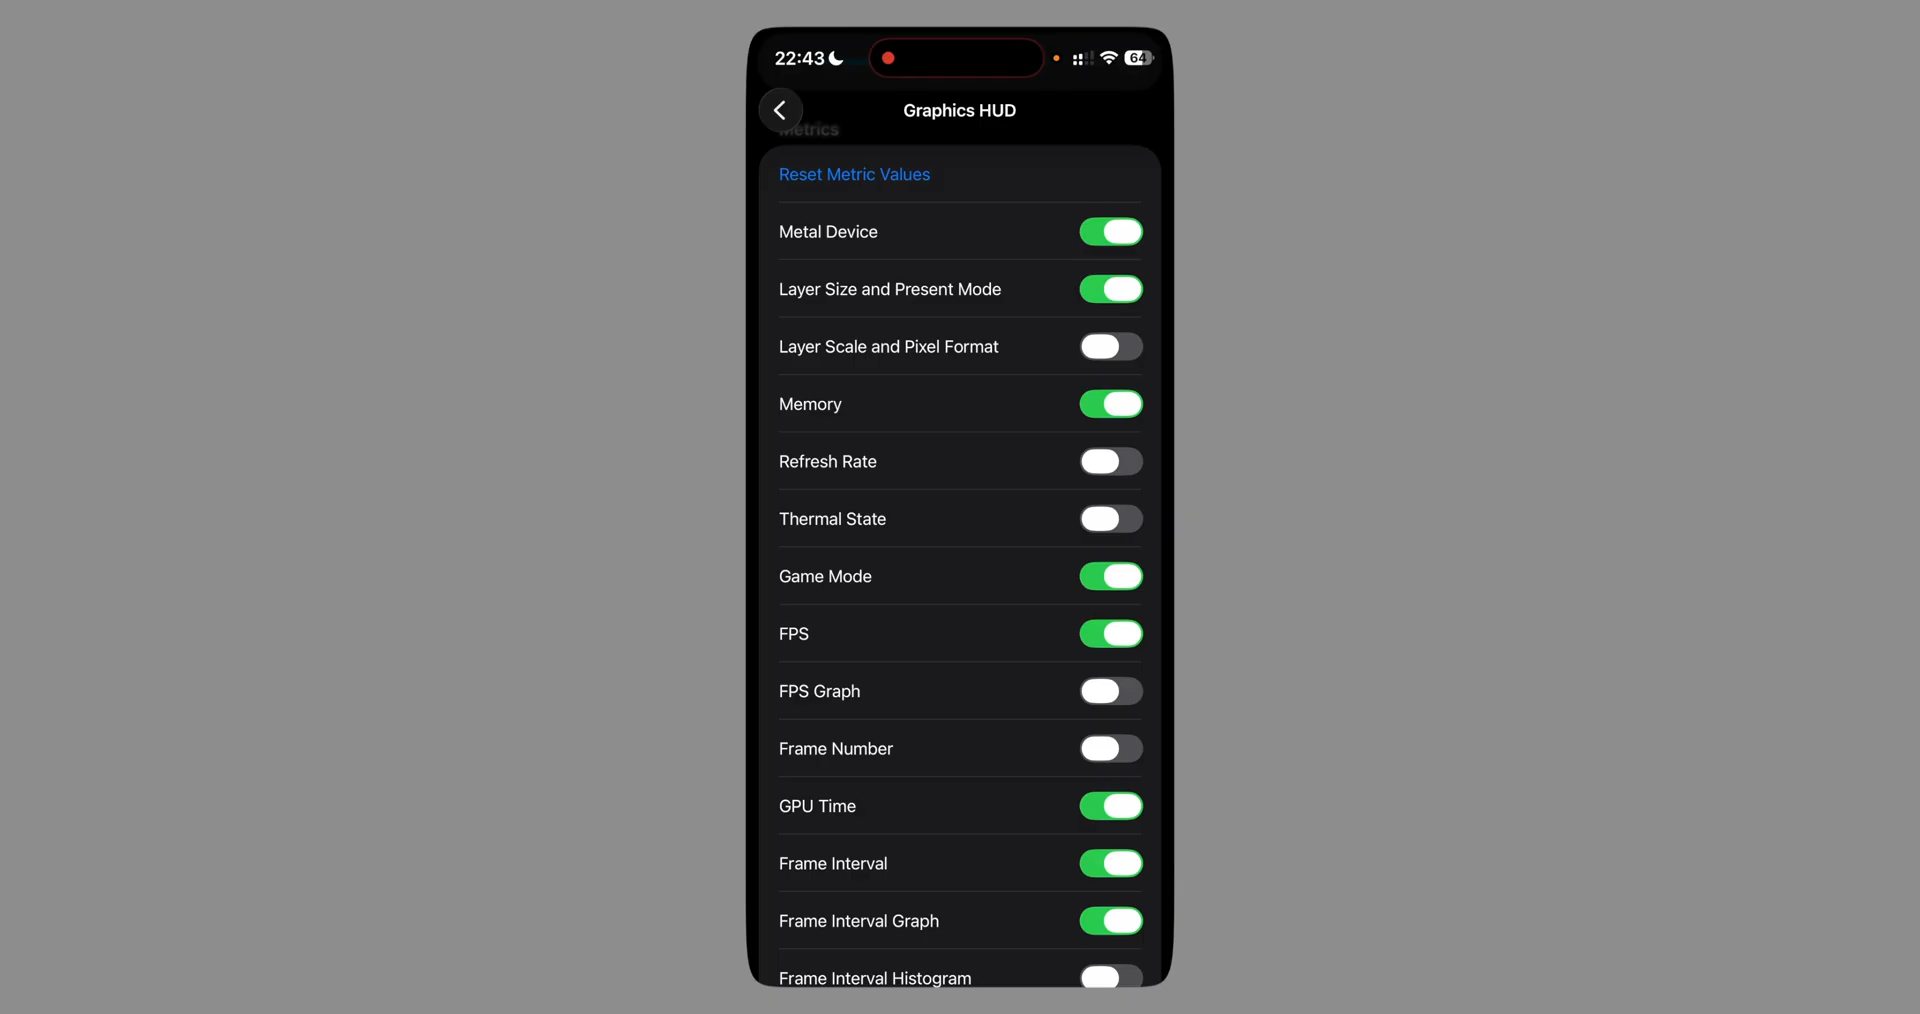 22:43
64
Graphics HUD
Metrics
Reset Metric Values
Metal Device
Layer Size and Present Mode
Layer Scale and Pixel Format
Memory
Refresh Rate
Thermal State
Game Mode
FPS
FPS Graph
Frame Number
GPU Time
Frame Interval
Frame Interval Graph
Frame Interval Histogram